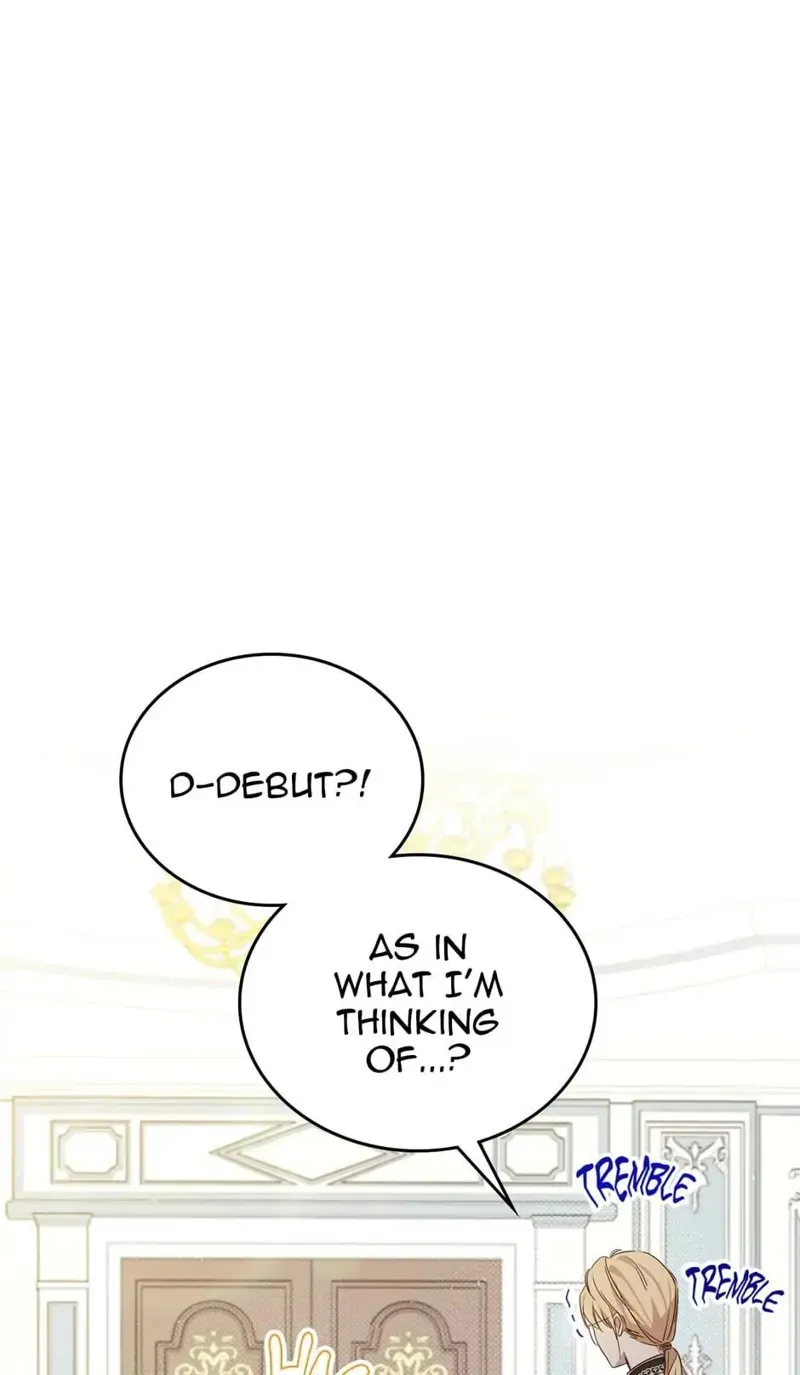 D-DEBUT?!
AS IN
WHAT I'M
THINKING
OF...?
TREMBLE
TREMBLE